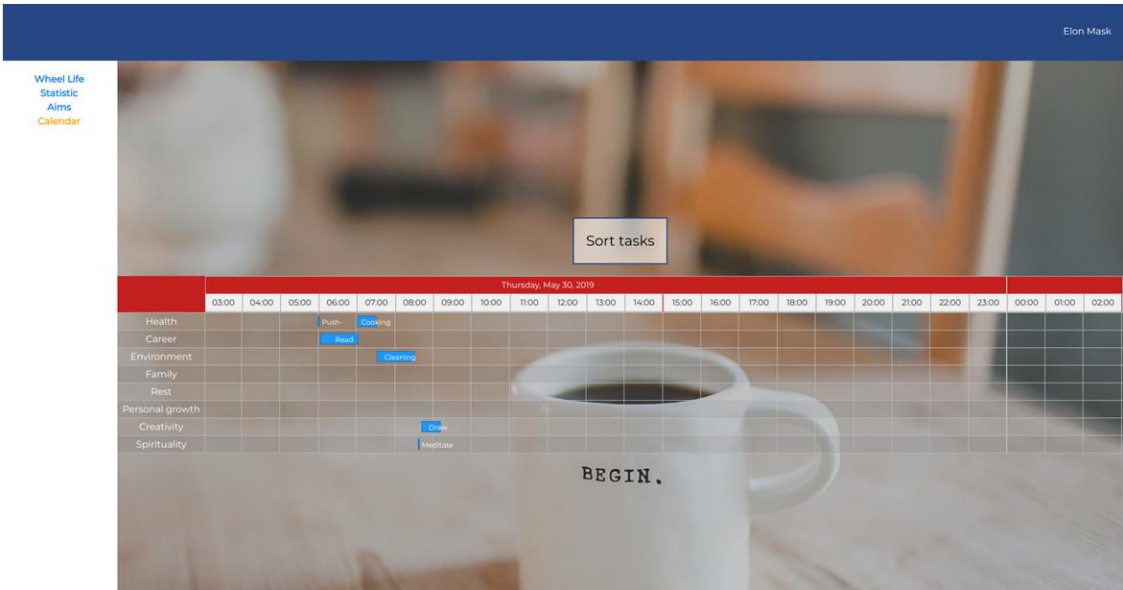 Elon Mask
Wheel Life
Statistic
Aims
Calendar
Sort tasks
Thursday, May 30, 2019
03:00 04:00 05:00 06:00 07:00 08:00 09:00 10:00 11:00 12:00 13:00 14:00 15:00 16:00 17:00 18:00 19:00 20:00 21:00 22:00 23:00 00:00 01:00 02:00
Health Push- Cooking
Career Read
Environment Cleaning
Family
Rest
Personal growth
Creativity Draw
Spirituality Meditate
BEGIN.